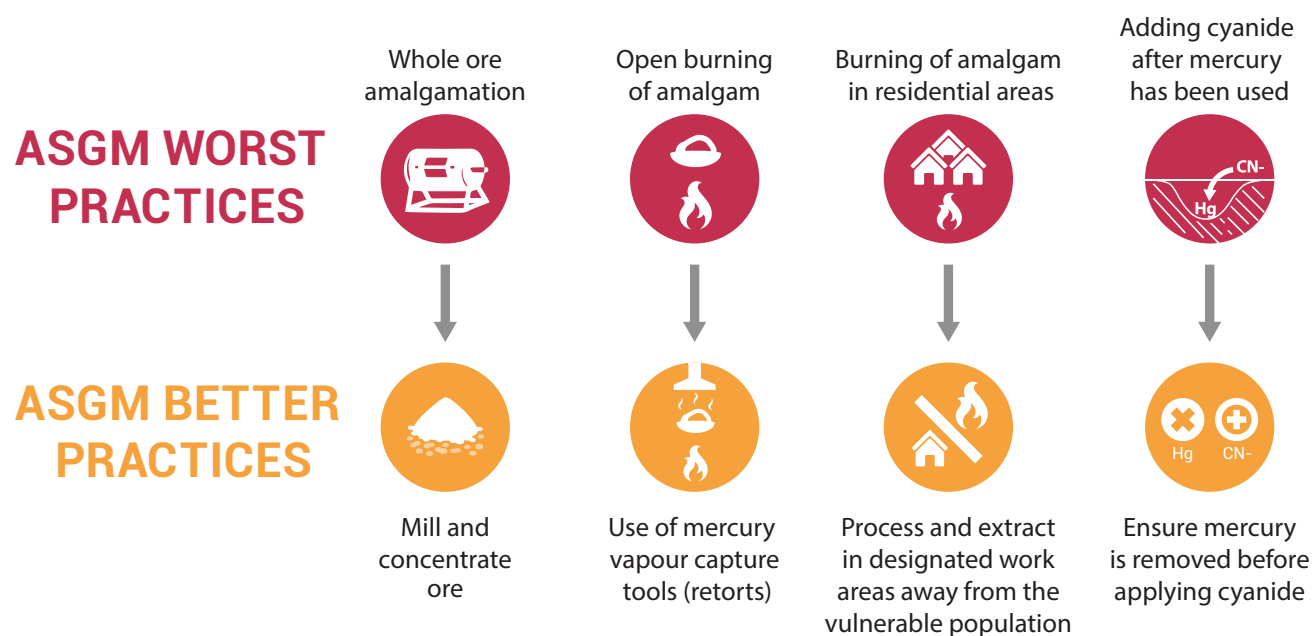 ASGM WORST
PRACTICES
Whole ore
amalgamation
Open burning
of amalgam
Burning of amalgam
in residential areas
Adding cyanide
after mercury
has been used
CN-
Hg
ASGM BETTER
PRACTICES
Hg
CN-
Mill and
concentrate
ore
Use of mercury
vapour capture
tools (retorts)
Process and extract
in designated work
areas away from the
vulnerable population
Ensure mercury
is removed before
applying cyanide